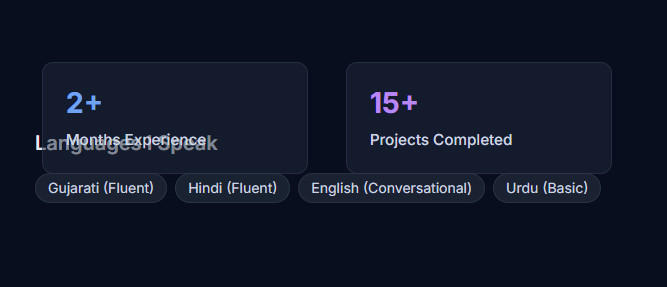 2+
15+
Months Experience
Projects Completed
Languages I Speak
Gujarati (Fluent)
Hindi (Fluent)
English (Conversational)
Urdu (Basic)